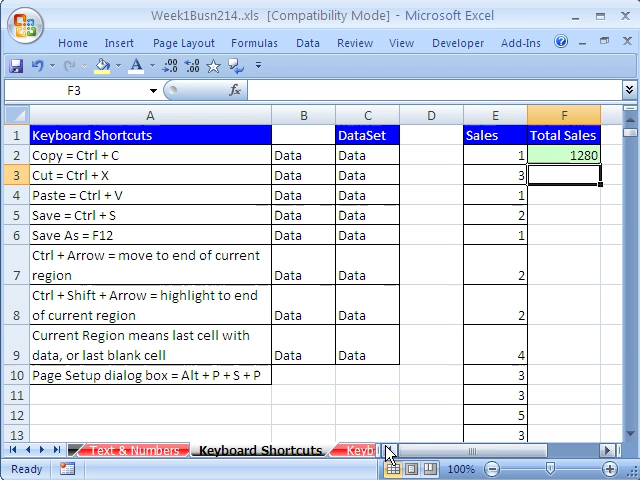 Week1Busn214..xls [Compatibility Mode] - Microsoft Excel
Home Insert Page Layout Formulas Data Review View Developer Add-Ins
F3 fx
A B C D E F
1 Keyboard Shortcuts DataSet Sales Total Sales
2 Copy = Ctrl + C Data Data 1 1280
3 Cut = Ctrl + X Data Data 3
4 Paste = Ctrl + V Data Data 1
5 Save = Ctrl + S Data Data 2
6 Save As = F12 Data Data 1
Ctrl + Arrow = move to end of current
7 region Data Data 2
Ctrl + Shift + Arrow = highlight to end
8 of current region Data Data 2
Current Region means last cell with
9 data, or last blank cell Data Data 4
10 Page Setup dialog box = Alt + P + S + P 3
11 3
12 5
13 3
Text & Numbers Keyboard Shortcuts Keyb
Ready 100%